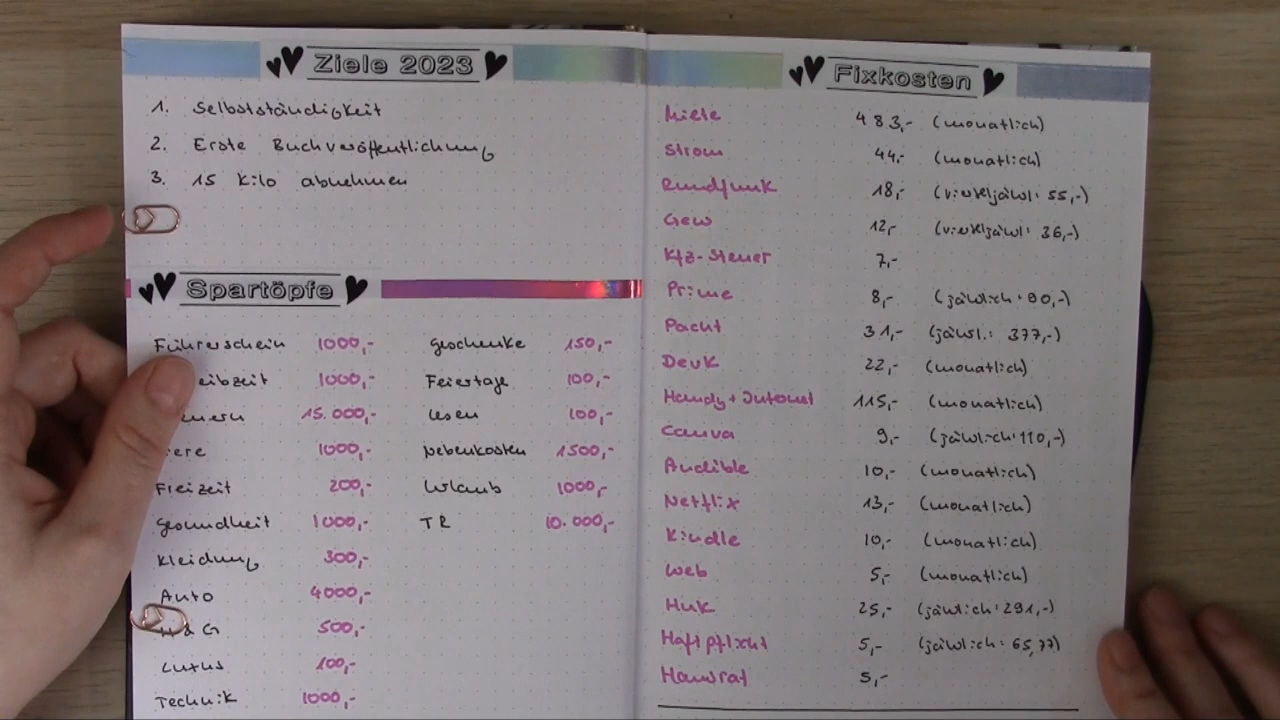 Ziele 2023
1. Selbstständigkeit
2. Erste Buchveröffentlichung
3. 15 Kilo abnehmen
Spartöpfe
Führerschein 1000,-
1000,-
15.000,-
1000,-
Freizeit 200,-
Gesundheit 1000,-
Kleidung 300,-
Auto 4000,-
& G 500,-
Luxus 100,-
Technik 1000,-
Geschenke 150,-
Feiertage 100,-
Lesen 100,-
Nebenkosten 1500,-
Urlaub 1000,-
TR 10.000,-
Fixkosten
Miete 483,- (monatlich)
Strom 44,- (monatlich)
Rundfunk 18,- (vierteljährl: 55,-)
Gew 12,- (vierteljährl: 36,-)
Kfz-Steuer 7,-
Prime 8,- (jährlich: 90,-)
Pacht 31,- (jährl.: 377,-)
Devk 22,- (monatlich)
Handy + Internet 115,- (monatlich)
Canva 9,- (jährlich: 110,-)
Audible 10,- (monatlich)
Netflix 13,- (monatlich)
Kindle 10,- (monatlich)
Web 5,- (monatlich)
Huk 25,- (jährlich: 291,-)
Haftpflicht 5,- (jährlich: 65,77)
Hausrat 5,-